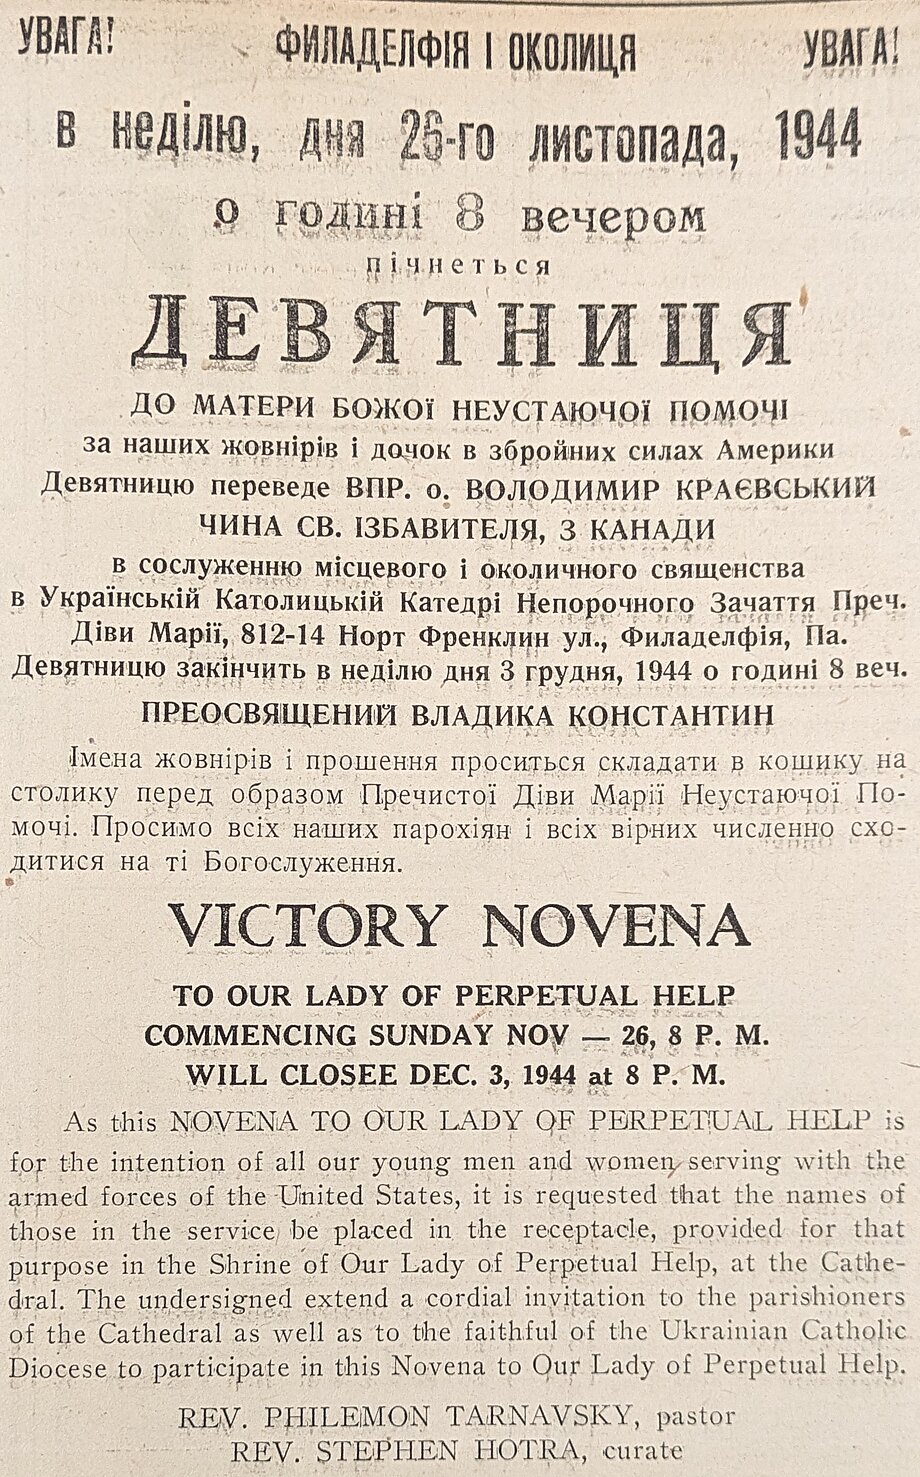 УВАГА! ФИЛАДЕЛФІЯ І ОКОЛИЦЯ УВАГА!
в неділю, дня 26-го листопада, 1944
о годині 8 вечером
пічнеться
ДЕВЯТНИЦЯ
ДО МАТЕРИ БОЖОЇ НЕУСТАЮЧОЇ ПОМОЧІ
за наших жовнірів і дочок в збройних силах Америки
Девятницю переведе ВПР. о. ВОЛОДИМИР КРАЄВСЬКИЙ
ЧИНА СВ. ІЗБАВИТЕЛЯ, З КАНАДИ
в сослуженню місцевого і околичного священства
в Українській Католицькій Катедрі Непорочного Зачаття Преч.
Діви Марії, 812-14 Норт Френклин ул., Филаделфія, Па.
Девятницю закінчить в неділю дня 3 грудня, 1944 о годині 8 веч.
ПРЕОСВЯЩЕНИЙ ВЛАДИКА КОНСТАНТИН
Імена жовнірів і прошення проситься складати в кошику на
столику перед образом Пречистої Діви Марії Неустаючої По-
мочі. Просимо всіх наших парохіян і всіх вірних численно схо-
дитися на ті Богослуження.
VICTORY NOVENA
TO OUR LADY OF PERPETUAL HELP
COMMENCING SUNDAY NOV — 26, 8 P. M.
WILL CLOSEE DEC. 3, 1944 at 8 P. M.
As this NOVENA TO OUR LADY OF PERPETUAL HELP is
for the intention of all our young men and women serving with the
armed forces of the United States, it is requested that the names of
those in the service be placed in the receptacle, provided for that
purpose in the Shrine of Our Lady of Perpetual Help, at the Cathe-
dral. The undersigned extend a cordial invitation to the parishioners
of the Cathedral as well as to the faithful of the Ukrainian Catholic
Diocese to participate in this Novena to Our Lady of Perpetual Help.
REV. PHILEMON TARNAVSKY, pastor
REV. STEPHEN HOTRA, curate